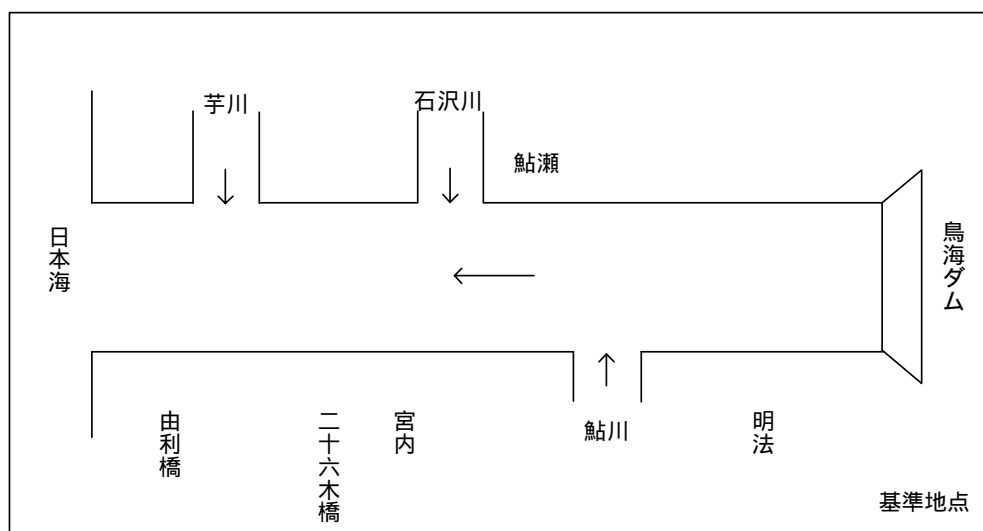 芋川
石沢川
鮎瀬
日本海
鳥海ダム
由利橋
二十六木橋
宮内
鮎川
明法
基準地点